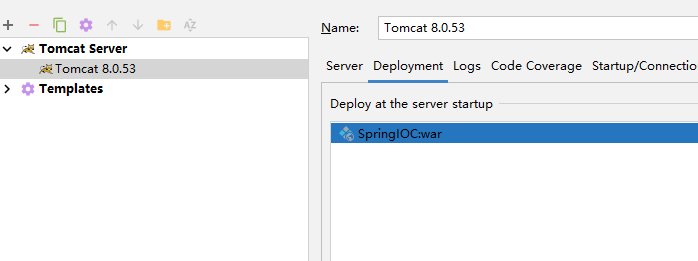 Name: Tomcat 8.0.53
Tomcat Server
Tomcat 8.0.53
Templates
Server Deployment Logs Code Coverage Startup/Connectio
Deploy at the server startup
SpringIOC:war